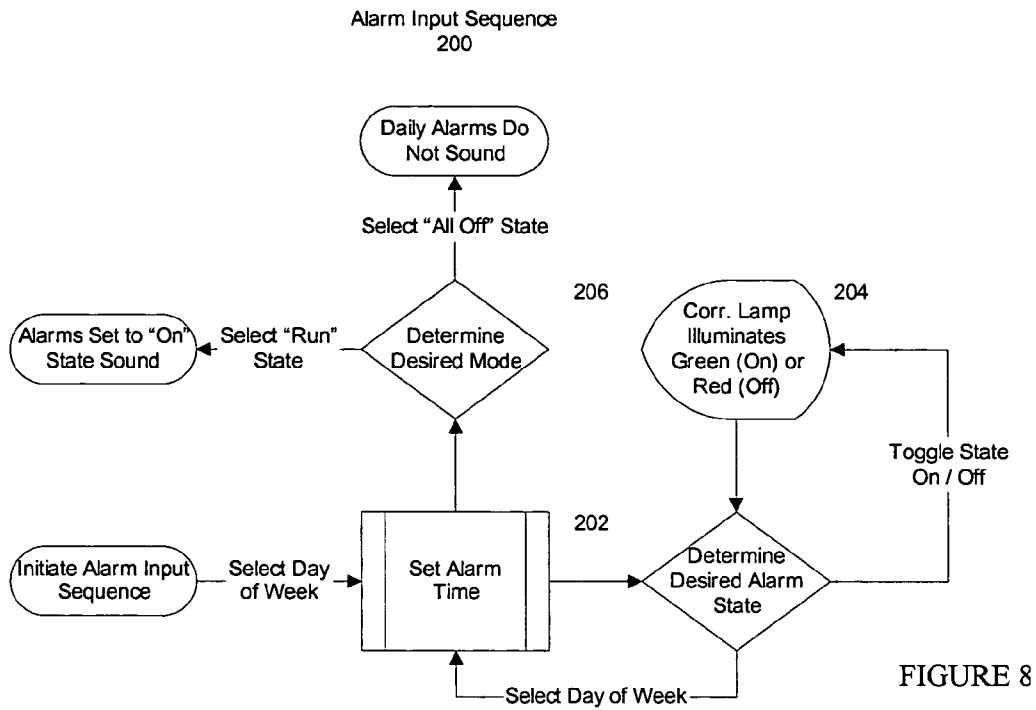 Alarm Input Sequence
200
Daily Alarms Do
Not Sound
Select “All Off” State
206
204
Corr. Lamp
Illuminates
Green (On) or
Red (Off)
Alarms Set to “On”
State Sound
Select “Run”
State
Determine
Desired Mode
Toggle State
On / Off
202
Initiate Alarm Input
Sequence
Select Day
of Week
Set Alarm
Time
Determine
Desired Alarm
State
Select Day of Week
FIGURE 8